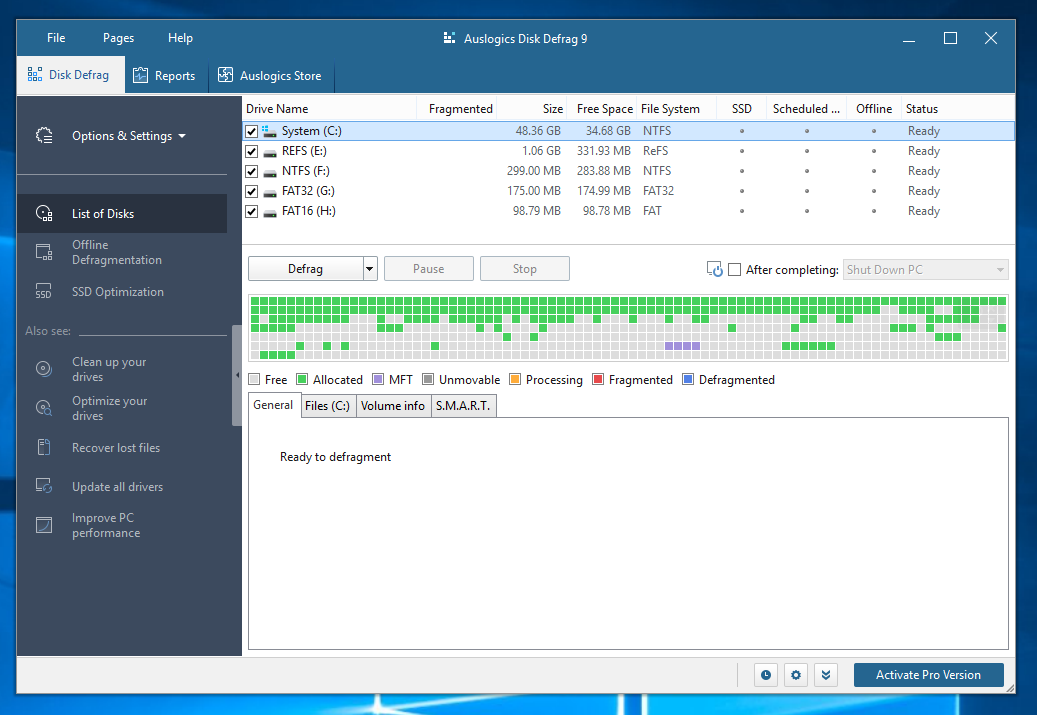 File Pages Help Auslogics Disk Defrag 9
Disk Defrag Reports Auslogics Store
Options & Settings
List of Disks
Offline
Defragmentation
SSD SSD Optimization
Also see:
Clean up your
drives
Optimize your
drives
Recover lost files
Update all drivers
Improve PC
performance
Drive Name Fragmented Size Free Space File System SSD Scheduled ... Offline Status
System (C:) 48.36 GB 34.68 GB NTFS Ready
REFS (E:) 1.06 GB 331.93 MB ReFS Ready
NTFS (F:) 299.00 MB 283.88 MB NTFS Ready
FAT32 (G:) 175.00 MB 174.99 MB FAT32 Ready
FAT16 (H:) 98.79 MB 98.78 MB FAT Ready
Defrag Pause Stop After completing: Shut Down PC
Free Allocated MFT Unmovable Processing Fragmented Defragmented
General Files (C:) Volume info S.M.A.R.T.
Ready to defragment
Activate Pro Version